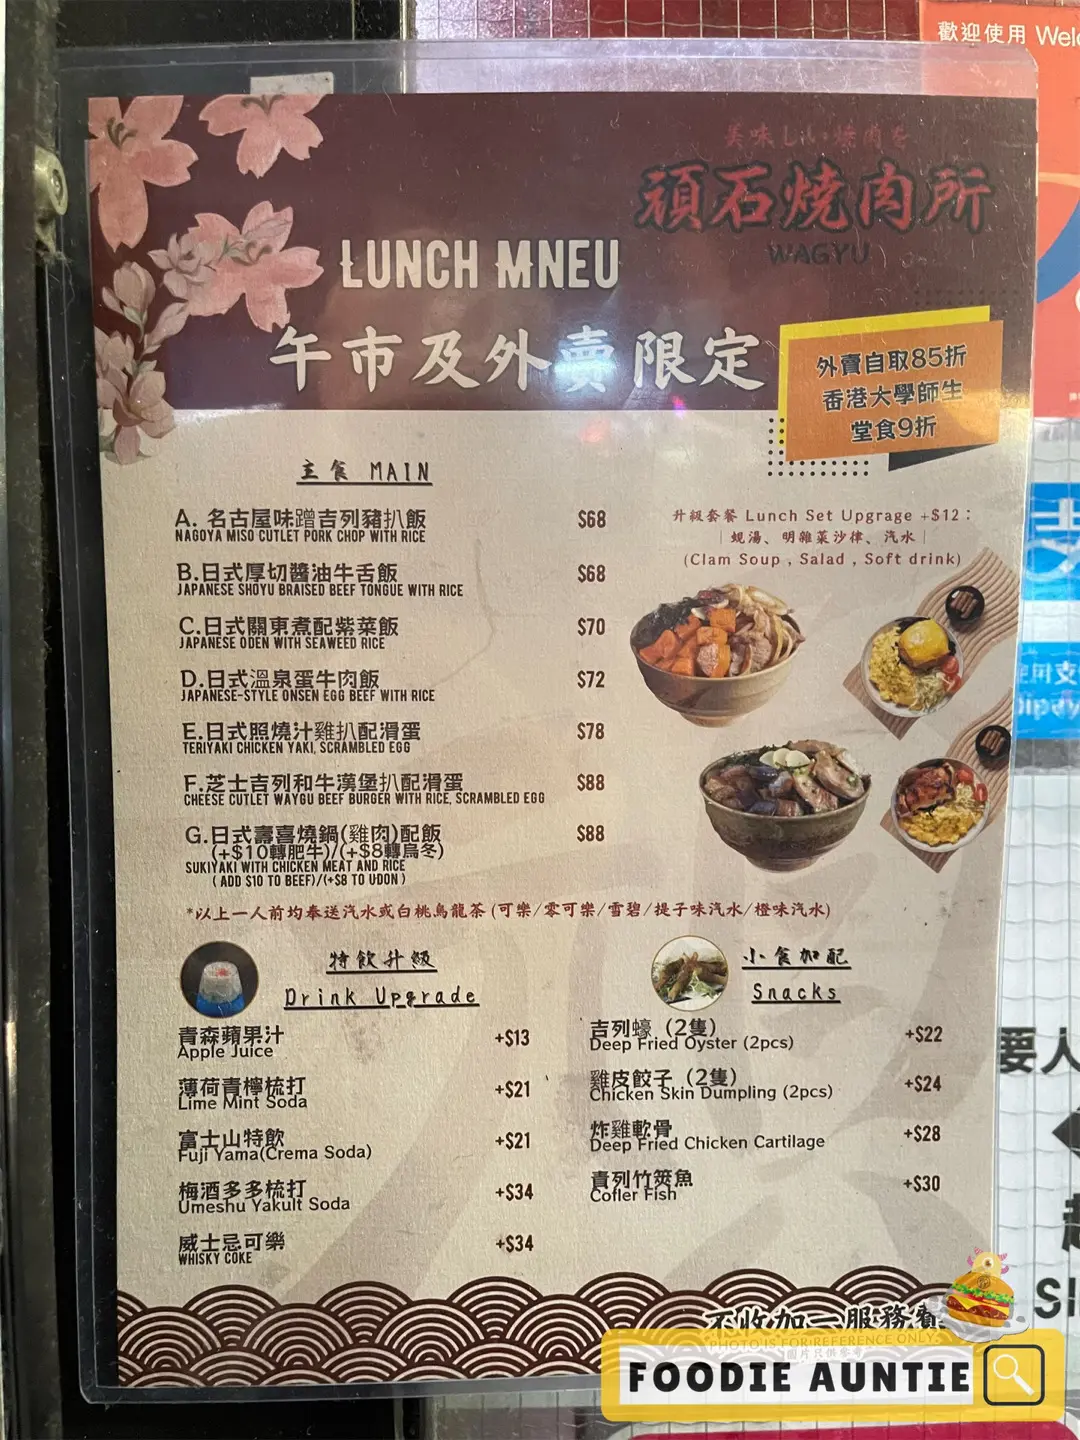 歡迎使用 Welc
美味しい焼肉を
頑石燒肉所
WAGYU
LUNCH MNEU
午市及外賣限定
外賣自取85折
香港大學師生
堂食9折
主食 MAIN
A. 名古屋味蹭吉列豬扒飯 $68
NAGOYA MISO CUTLET PORK CHOP WITH RICE
B.日式厚切醬油牛舌飯 $68
JAPANESE SHOYU BRAISED BEEF TONGUE WITH RICE
C.日式關東煮配紫菜飯 $70
JAPANESE ODEN WITH SEAWEED RICE
D.日式溫泉蛋牛肉飯 $72
JAPANESE-STYLE ONSEN EGG BEEF WITH RICE
E.日式照燒汁雞扒配滑蛋 $78
TERIYAKI CHICKEN YAKI, SCRAMBLED EGG
F.芝士吉列和牛漢堡扒配滑蛋 $88
CHEESE CUTLET WAYGU BEEF BURGER WITH RICE, SCRAMBLED EGG
G.日式壽喜燒鍋(雞肉)配飯 $88
(+$10轉肥牛)/(+$8轉烏冬)
SUKIYAKI WITH CHICKEN MEAT AND RICE
( ADD $10 TO BEEF)/(+$8 TO UDON )
升級套餐 Lunch Set Upgrage +$12:
| 蜆湯、明雜菜沙律、汽水 |
(Clam Soup , Salad , Soft drink)
*以上一人前均奉送汽水或白桃烏龍茶 (可樂/零可樂/雪碧/提子味汽水/橙味汽水)
特飲升級
Drink Upgrade
青森蘋果汁 +$13
Apple Juice
薄荷青檸梳打 +$21
Lime Mint Soda
富士山特飲 +$21
Fuji Yama(Crema Soda)
梅酒多多梳打 +$34
Umeshu Yakult Soda
威士忌可樂 +$34
WHISKY COKE
小食加配
Snacks
吉列蠔 (2隻) +$22
Deep Fried Oyster (2pcs)
雞皮餃子 (2隻) +$24
Chicken Skin Dumpling (2pcs)
炸雞軟骨 +$28
Deep Fried Chicken Cartilage
責列竹筴魚 +$30
Cofler Fish
不收加一服務費
PHOTO IS FOR REFERENCE ONLY.
圖片只供參考
要人
FOODIE AUNTIE